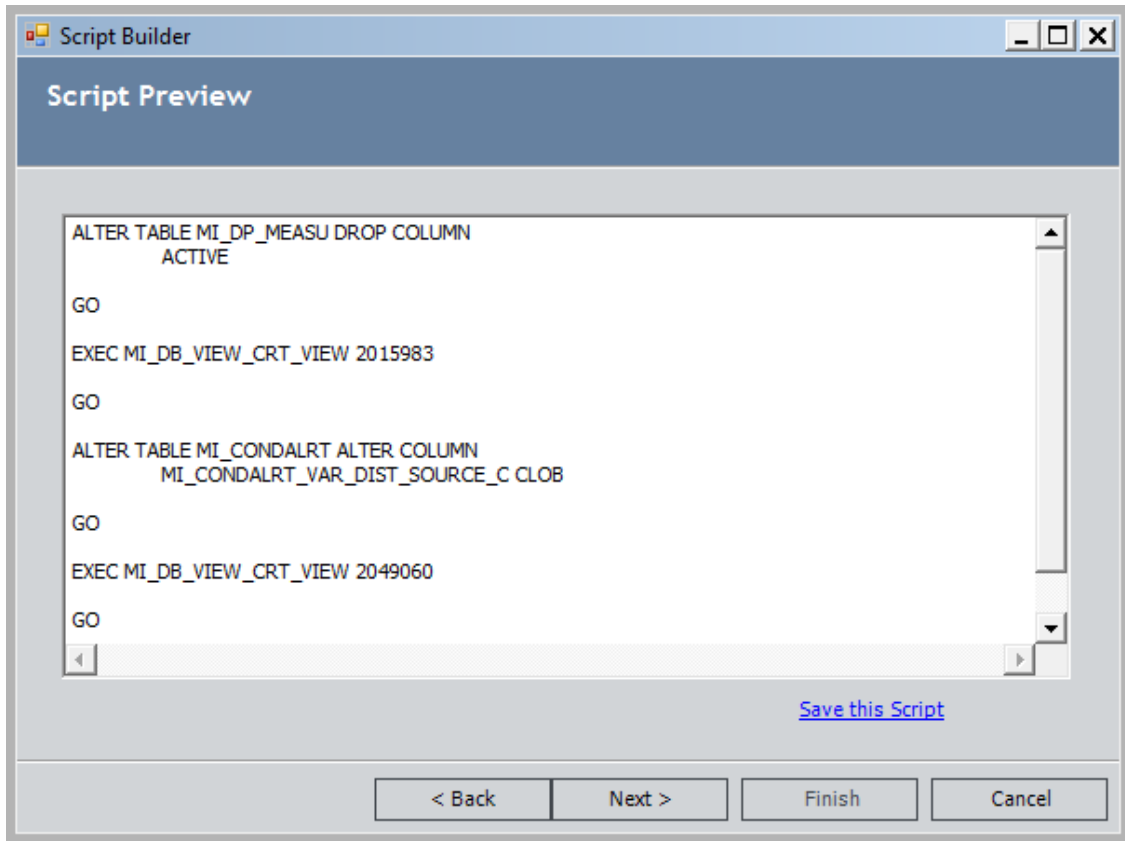 Script Builder
Script Preview
ALTER TABLE MI_DP_MEASU DROP COLUMN
ACTIVE
GO
EXEC MI_DB_VIEW_CRT_VIEW 2015983
GO
ALTER TABLE MI_CONDALRT ALTER COLUMN
MI_CONDALRT_VAR_DIST_SOURCE_C CLOB
GO
EXEC MI_DB_VIEW_CRT_VIEW 2049060
GO
Save this Script
< Back Next > Finish Cancel